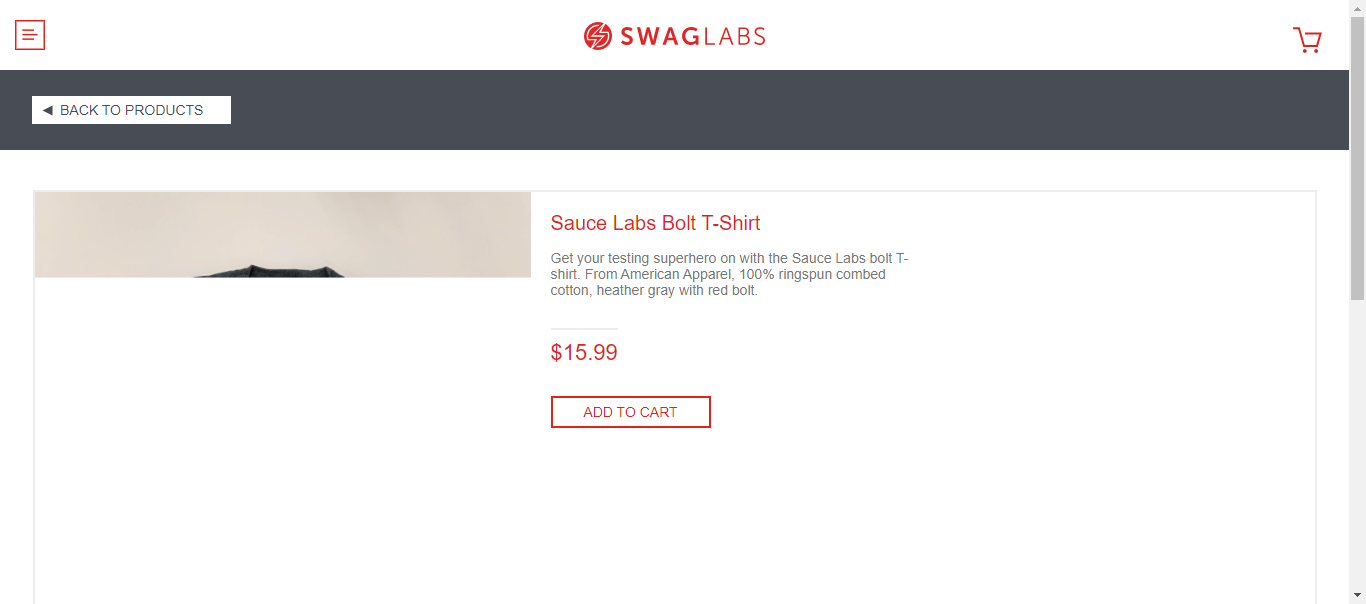 SWAGLABS
◄ BACK TO PRODUCTS
Sauce Labs Bolt T-Shirt
Get your testing superhero on with the Sauce Labs bolt T-
shirt. From American Apparel, 100% ringspun combed
cotton, heather gray with red bolt.
$15.99
ADD TO CART